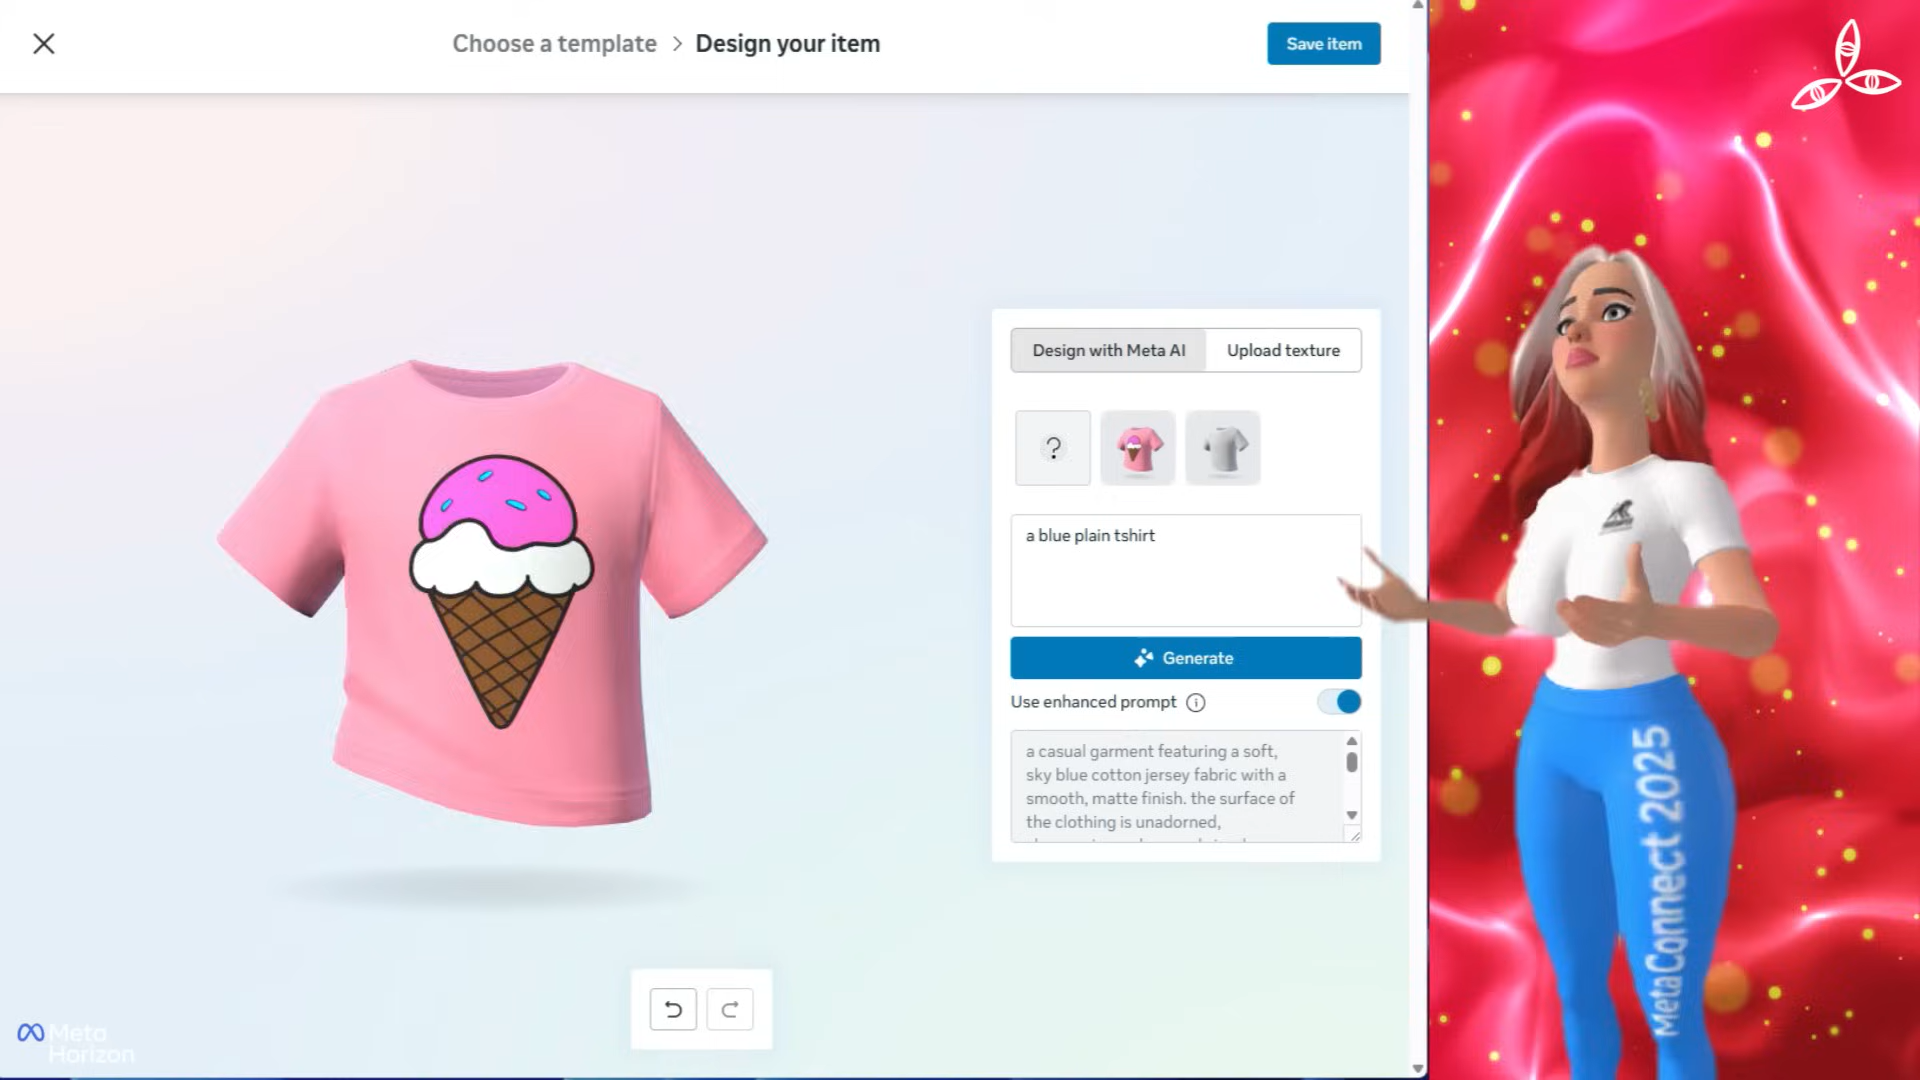 Choose a template > Design your item
Save item
Design with Meta AI
Upload texture
?
a blue plain tshirt
Generate
Use enhanced prompt
a casual garment featuring a soft,
sky blue cotton jersey fabric with a
smooth, matte finish. the surface of
the clothing is unadorned,
Meta
Horizon
MetaConnect 2025